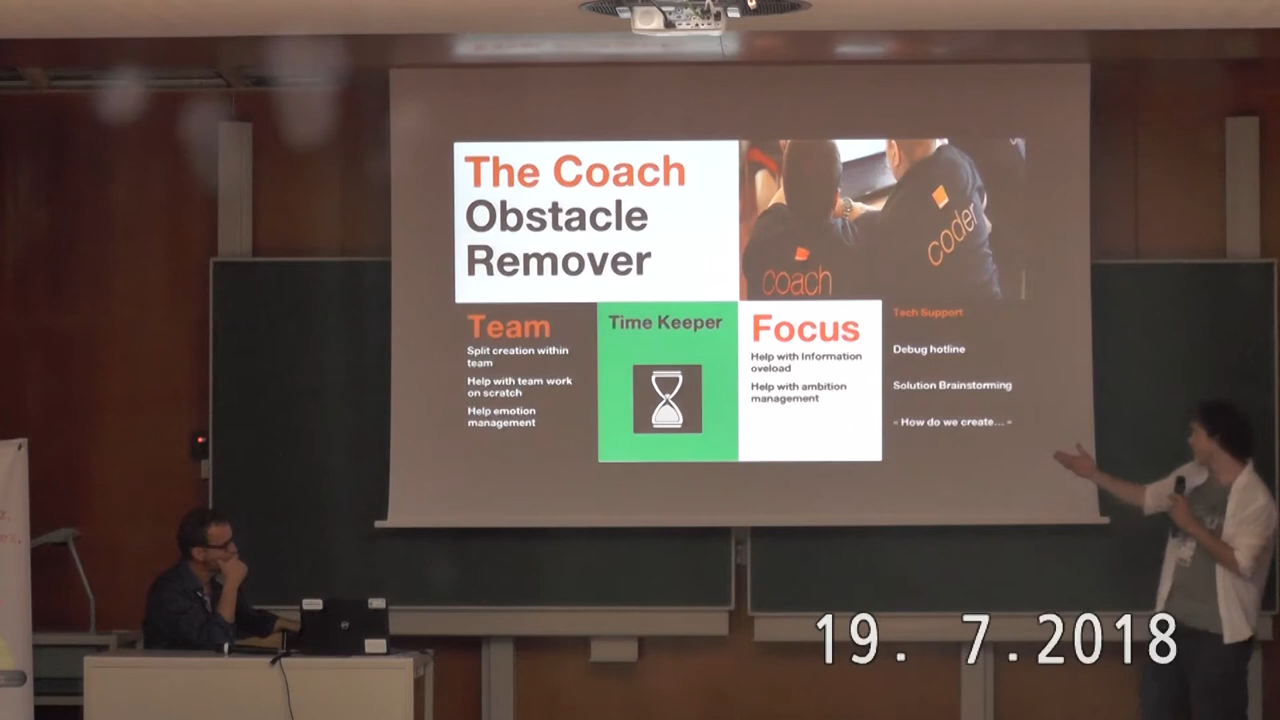 The Coach
Obstacle
Remover
coach
coder
Team
Split creation within
team
Help with team work
on scratch
Help emotion
management
Time Keeper
Focus
Help with Information
oveload
Help with ambition
management
Tech Support
Debug hotline
Solution Brainstorming
« How do we create... »
19. 7.2018